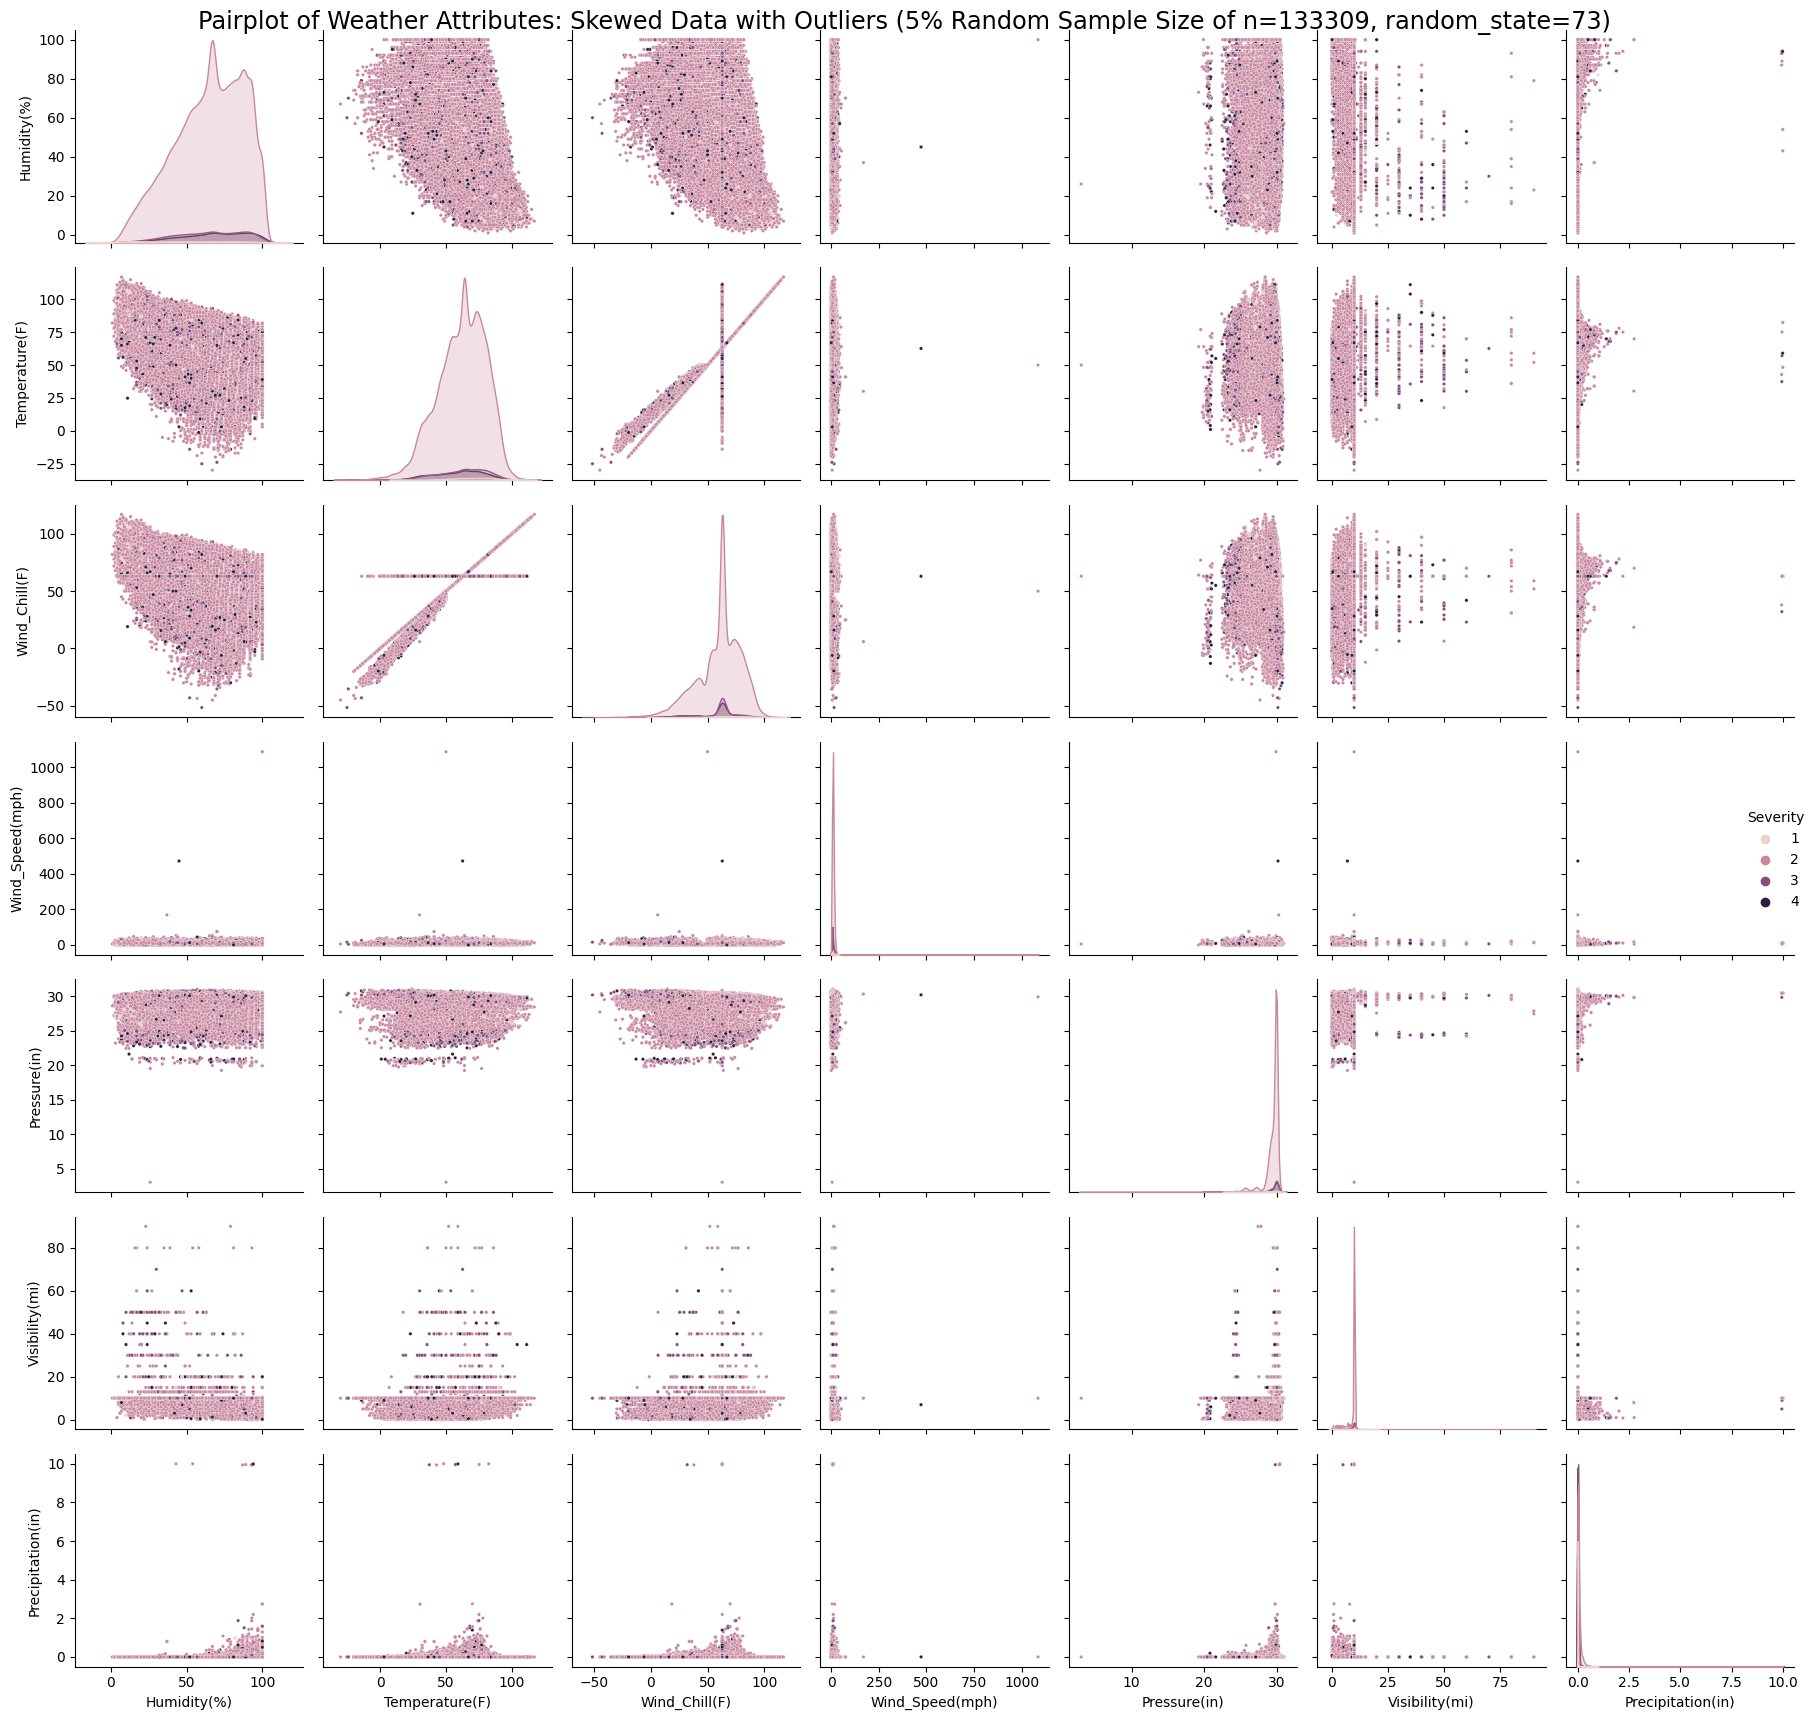 Pairplot of Weather Attributes: Skewed Data with Outliers (5% Random Sample Size of n=133309, random_state=73)
100
80
60
40
20
0
Humidity(%)
100
75
50
25
0
−25
Temperature(F)
100
50
0
−50
Wind_Chill(F)
1000
800
600
400
200
0
Wind_Speed(mph)
Severity
1
2
3
4
30
25
20
15
10
5
Pressure(in)
80
60
40
20
0
Visibility(mi)
10
8
6
4
2
0
Precipitation(in)
0 50 100
0 50 100
−50 0 50 100
0 250 500 750 1000
10 20 30
0 25 50 75
0.0 2.5 5.0 7.5 10.0
Humidity(%)
Temperature(F)
Wind_Chill(F)
Wind_Speed(mph)
Pressure(in)
Visibility(mi)
Precipitation(in)